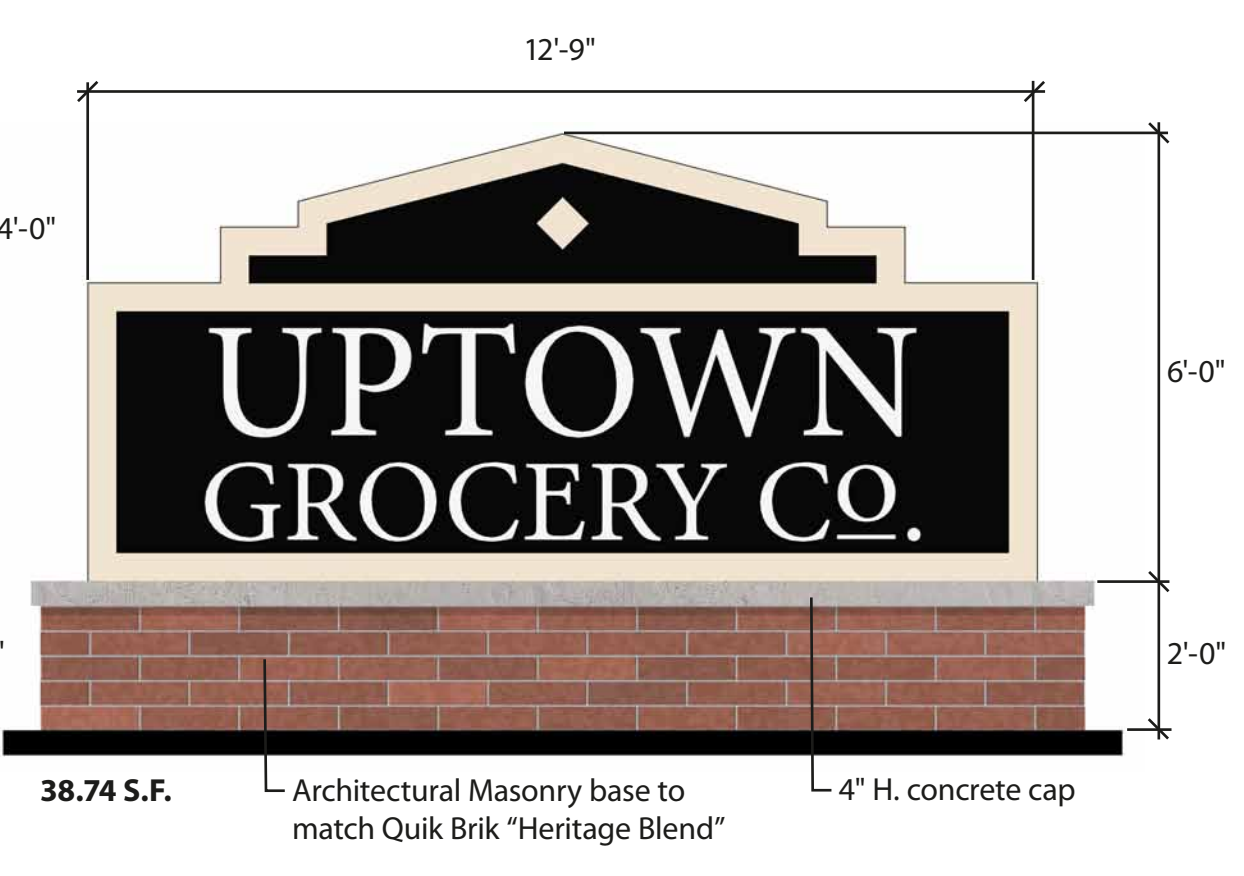 12'-9"
4'-0"
UPTOWN
GROCERY Co.
6'-0"
2'-0"
38.74 S.F.
Architectural Masonry base to
match Quik Brik “Heritage Blend”
4" H. concrete cap